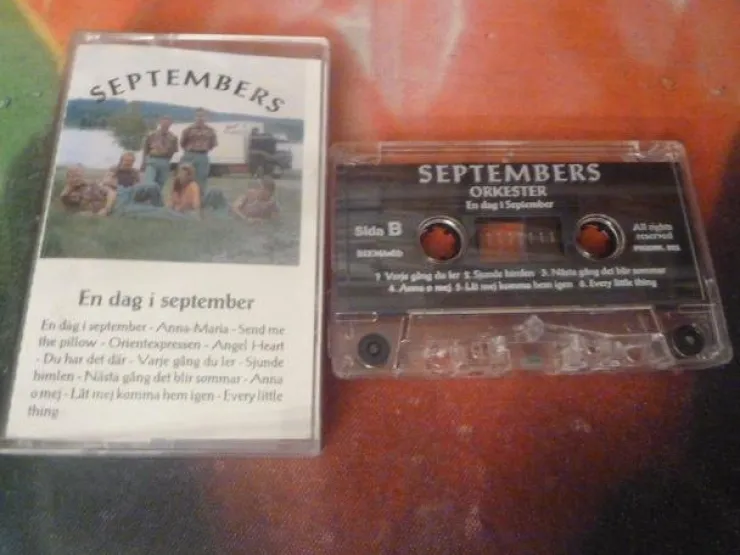 SEPTEMBERS
En dag i september
En dag i september - Anna-Maria - Send me
the pillow - Orientexpressen - Angel Heart
- Du har det där - Varje gång du ler - Sjunde
himlen - Nästa gång det blir sommar - Anna
o mej - Låt mej komma hem igen - Every little
thing
SEPTEMBERS
ORKESTER
En dag i September
Sida B
All rights
reserved
1 Varje gång du ler 2. Sjunde himlen 3. Nästa gång det blir sommar
4. Anna o mej 5. Låt mej komma hem igen 6. Every little thing